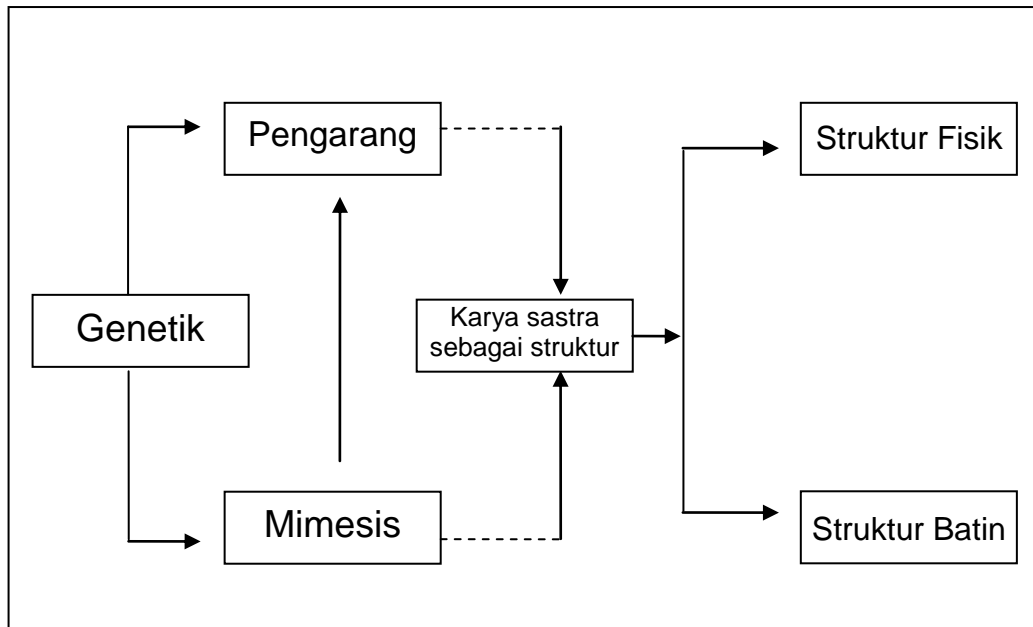 Pengarang
Struktur Fisik
Genetik
Karya sastra
sebagai struktur
Mimesis
Struktur Batin